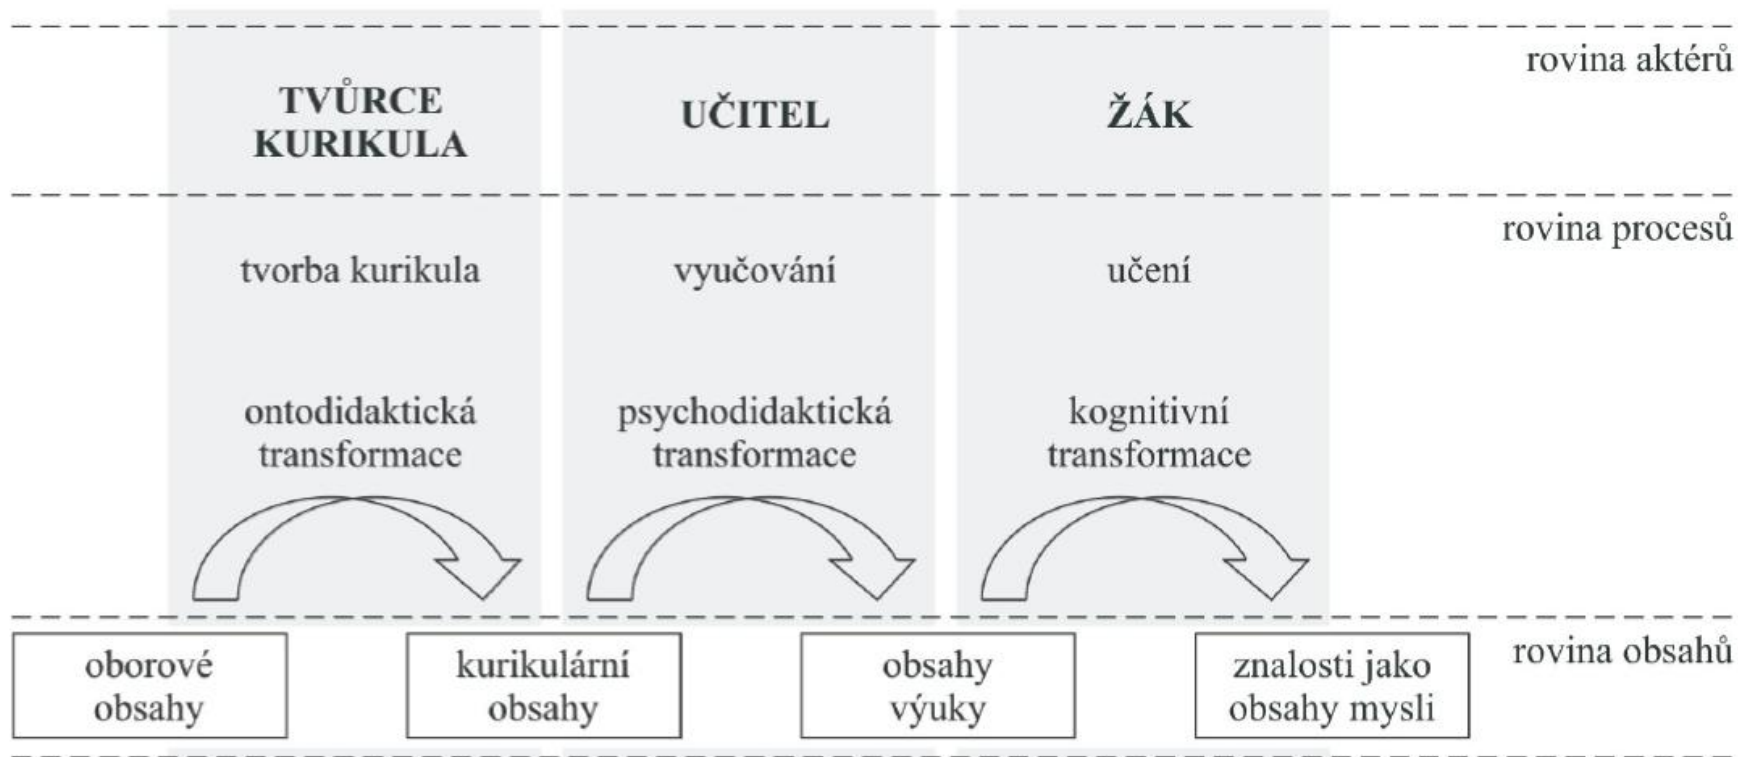 rovina aktérů
TVŮRCE
KURIKULA
UČITEL
ŽÁK
rovina procesů
tvorba kurikula
vyučování
učení
ontodidaktická
transformace
psychodidaktická
transformace
kognitivní
transformace
rovina obsahů
oborové
obsahy
kurikulární
obsahy
obsahy
výuky
znalosti jako
obsahy mysli